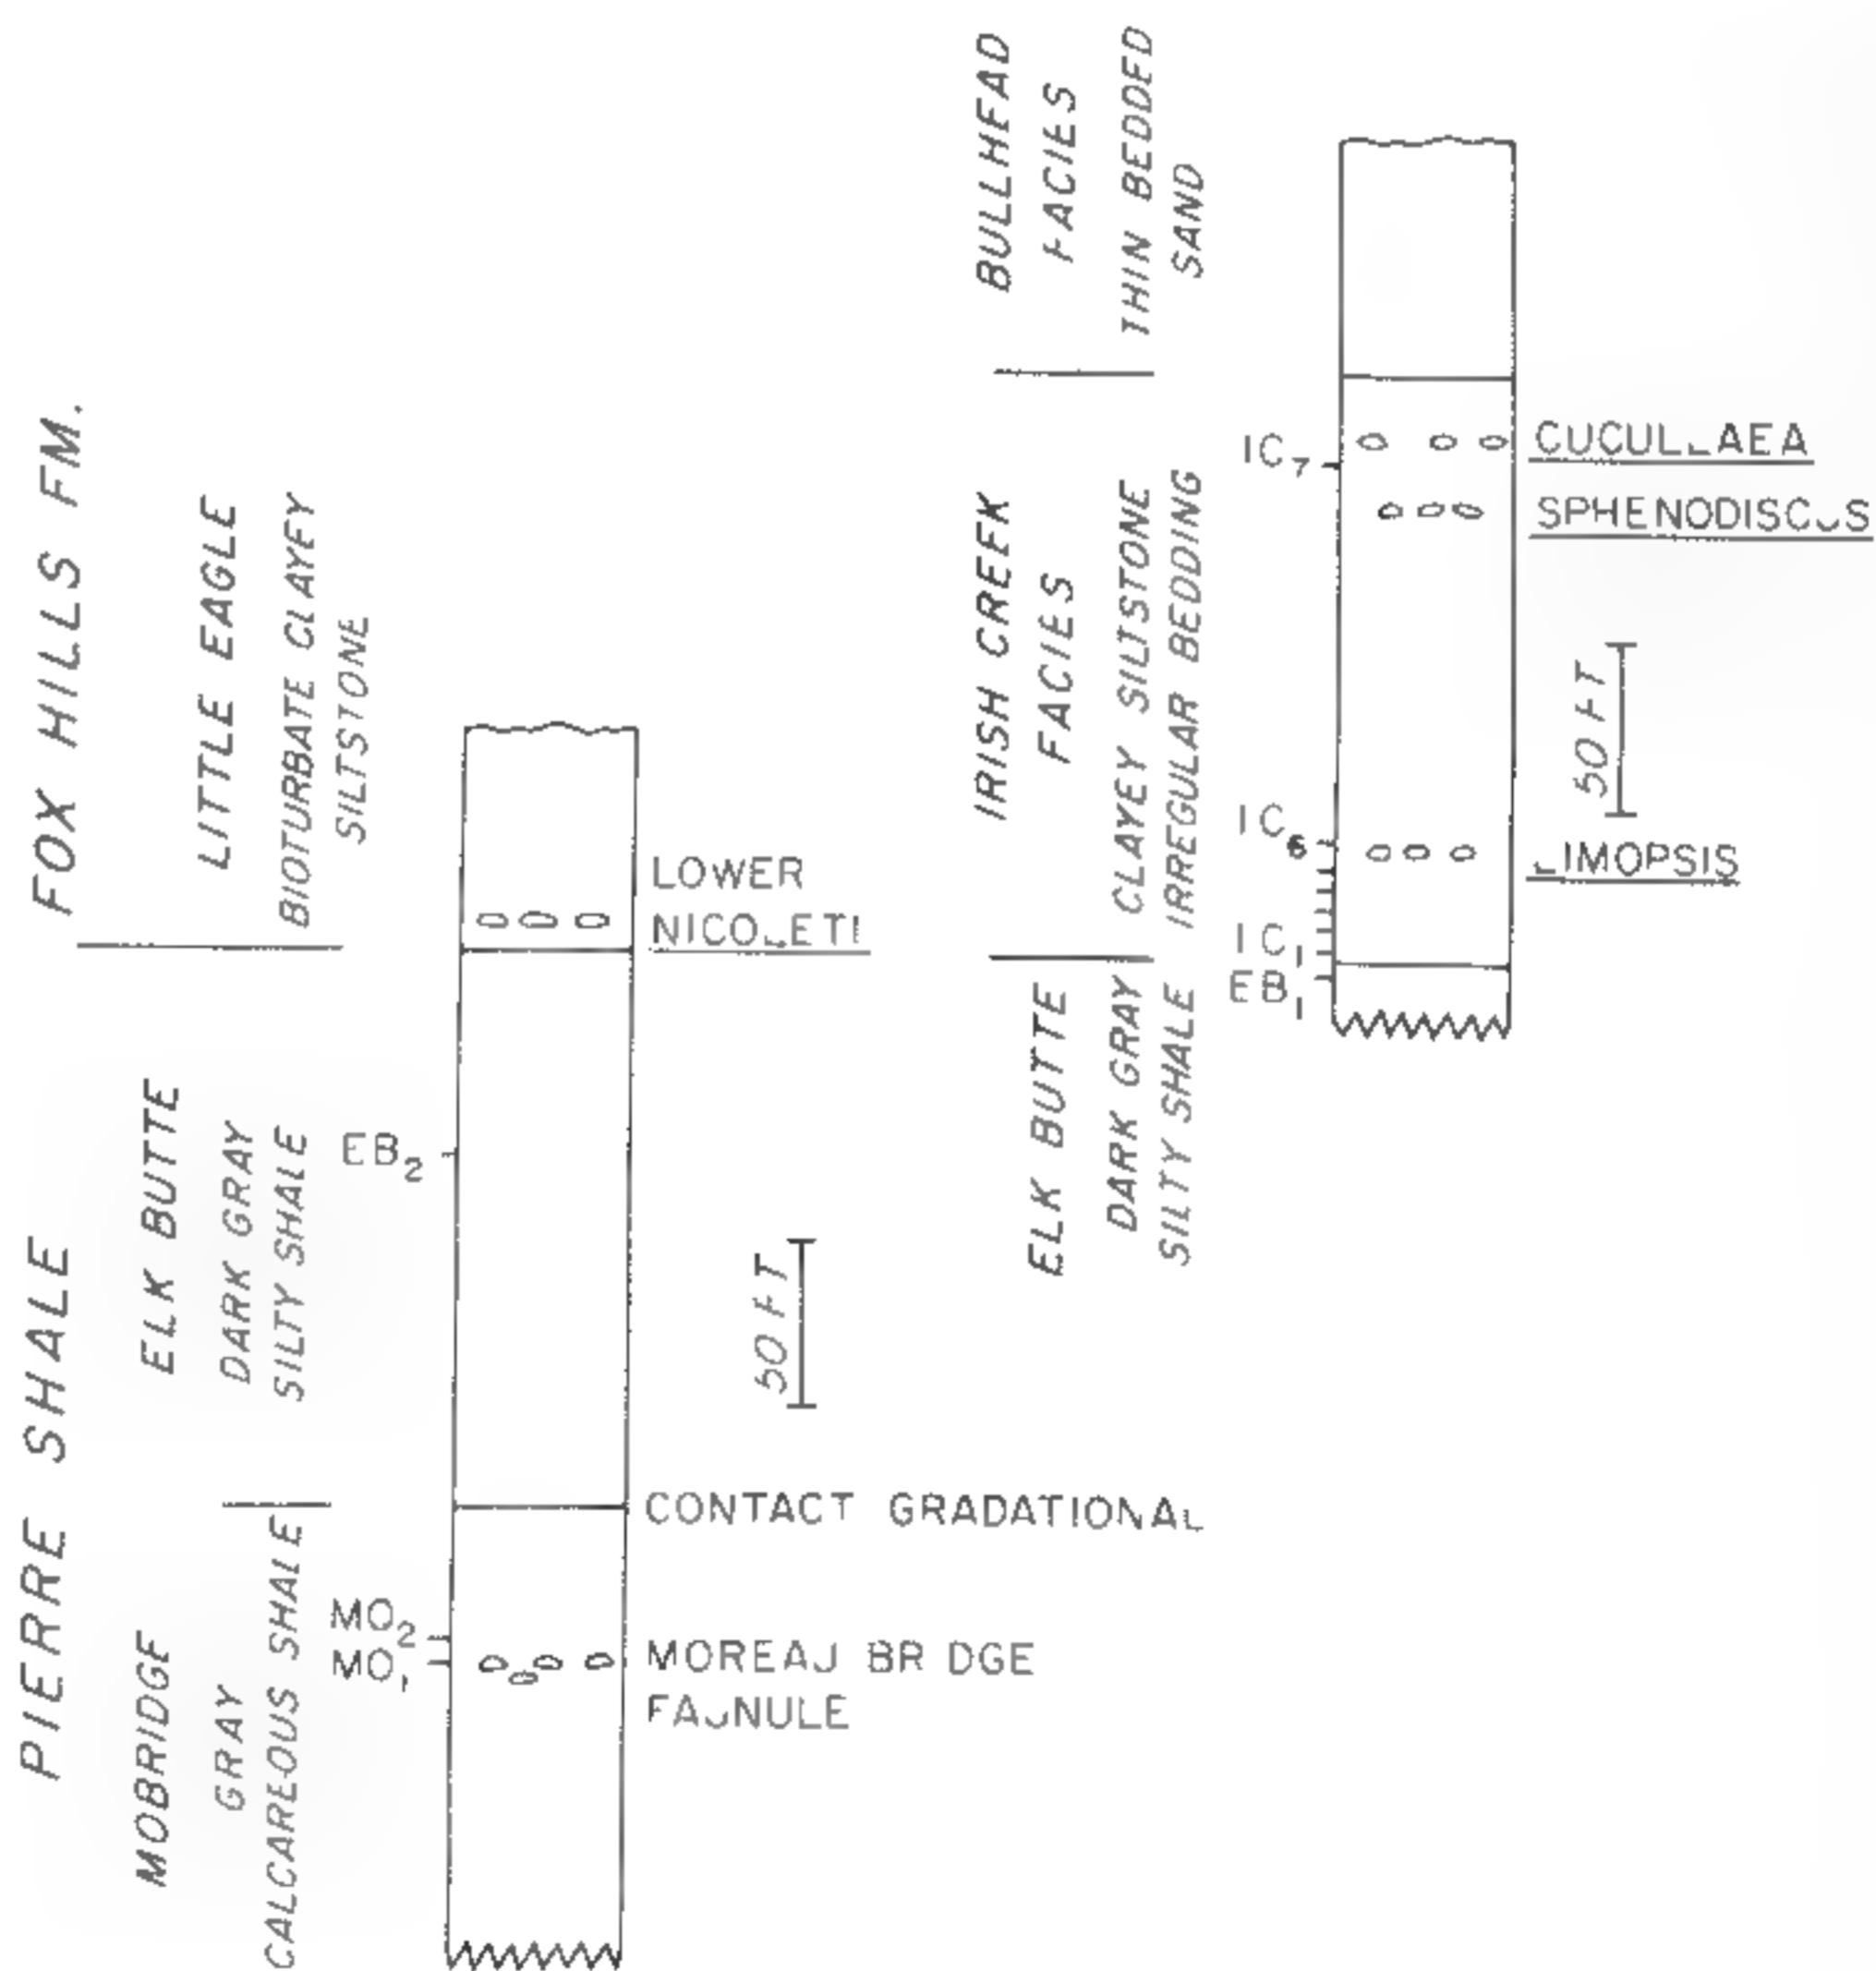 FOX HILLS FM.
LITTLE EAGLE
BIOTURBATE CLAYEY
SILTSTONE
PIERRE SHALE
ELK BUTTE
DARK GRAY
SILTY SHALE
MOBRIDGE
GRAY
CALCAREOUS SHALE
LOWER
NICOLETI
EB2
50 FT
CONTACT GRADATIONAL
MO2
MO1
MOREAU BRIDGE
FAUNULE
BULLHEAD
FACIES
THIN BEDDED
SAND
IRISH CREEK
FACIES
CLAYEY SILTSTONE
IRREGULAR BEDDING
ELK BUTTE
DARK GRAY
SILTY SHALE
IC7
CUCULLAEA
SPHENODISCUS
50 FT
IC6
LIMOPSIS
IC1
EB1